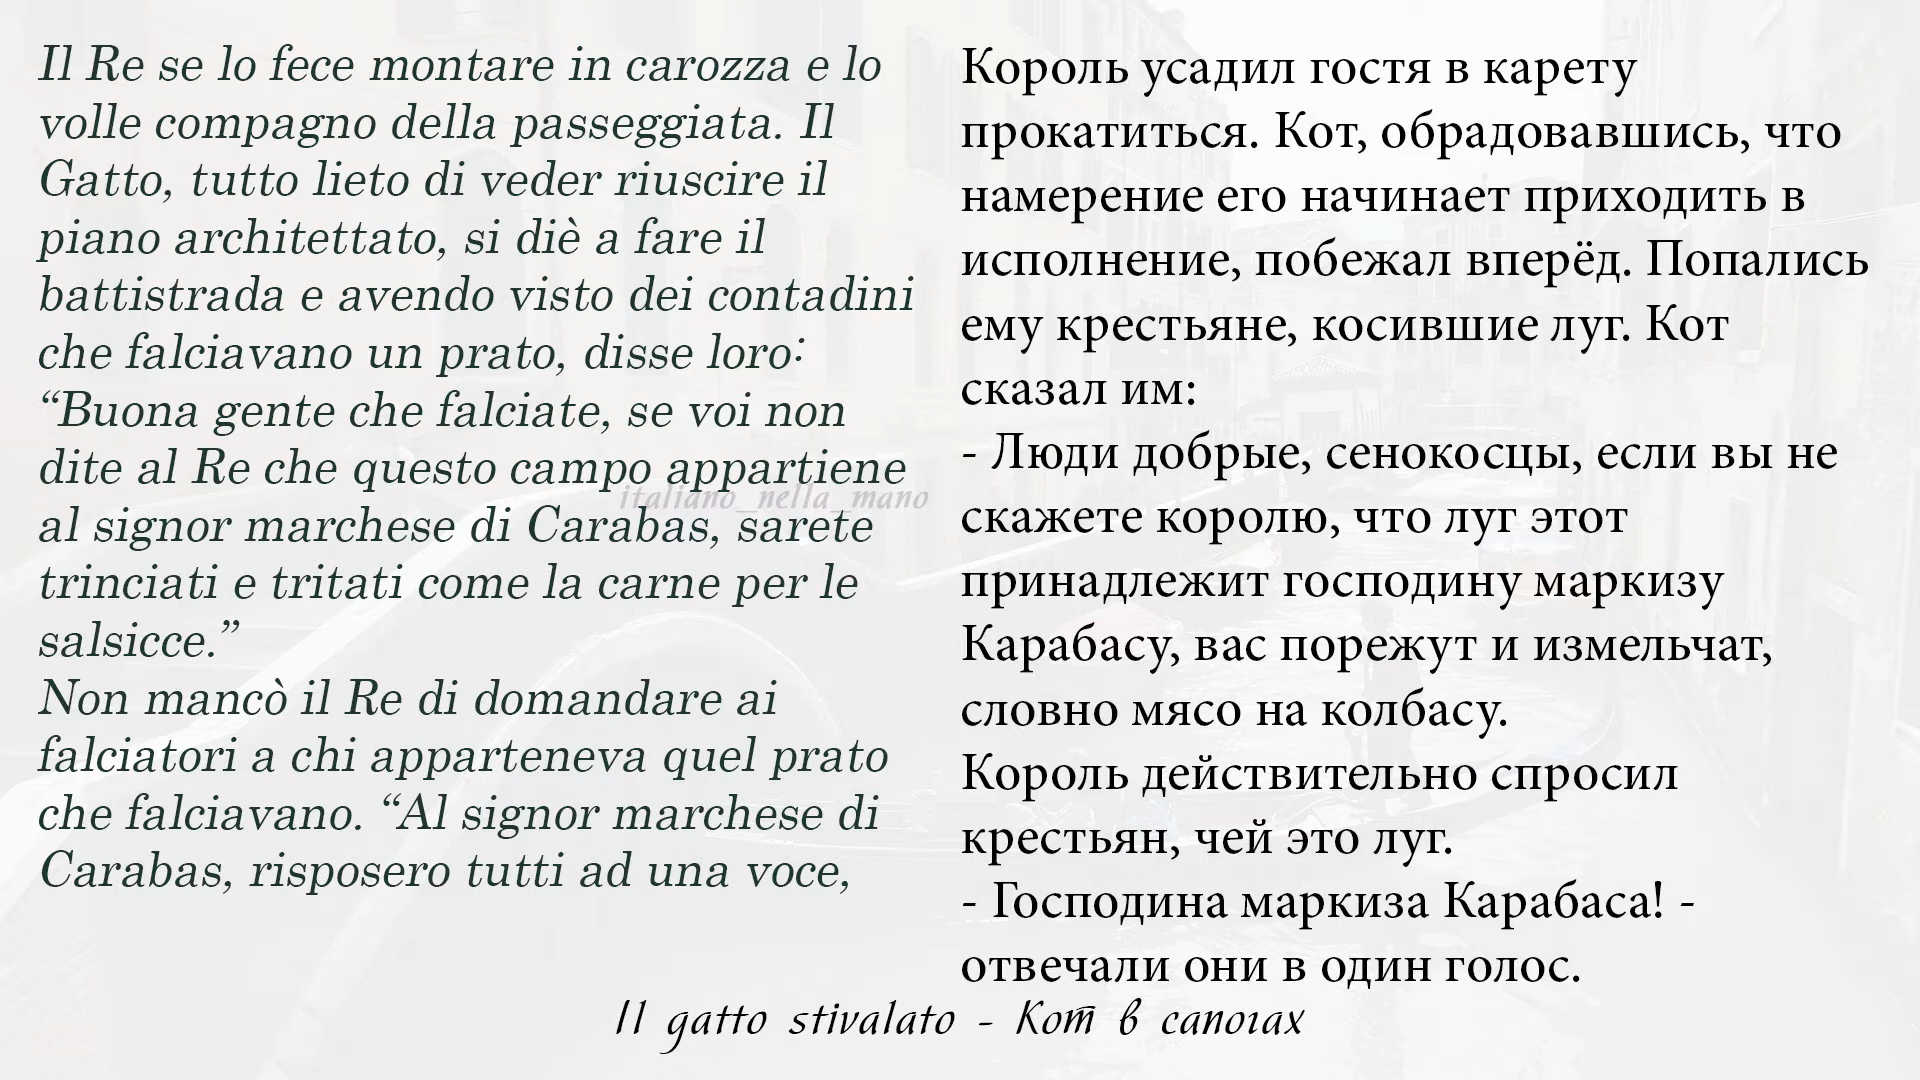 Il Re se lo fece montare in carozza e lo
volle compagno della passeggiata. Il
Gatto, tutto lieto di veder riuscire il
piano architettato, si diè a fare il
battistrada e avendo visto dei contadini
che falciavano un prato, disse loro:
“Buona gente che falciate, se voi non
dite al Re che questo campo appartiene
al signor marchese di Carabas, sarete
trinciati e tritati come la carne per le
salsicce.”
Non mancò il Re di domandare ai
falciatori a chi apparteneva quel prato
che falciavano. “Al signor marchese di
Carabas, risposero tutti ad una voce,
italiano_nella_mano
Король усадил гостя в карету
прокатиться. Кот, обрадовавшись, что
намерение его начинает приходить в
исполнение, побежал вперёд. Попались
ему крестьяне, косившие луг. Кот
сказал им:
- Люди добрые, сенокосцы, если вы не
скажете королю, что луг этот
принадлежит господину маркизу
Карабасу, вас порежут и измельчат,
словно мясо на колбасу.
Король действительно спросил
крестьян, чей это луг.
- Господина маркиза Карабаса! -
отвечали они в один голос.
Il gatto stivalato - Кот в сапогах